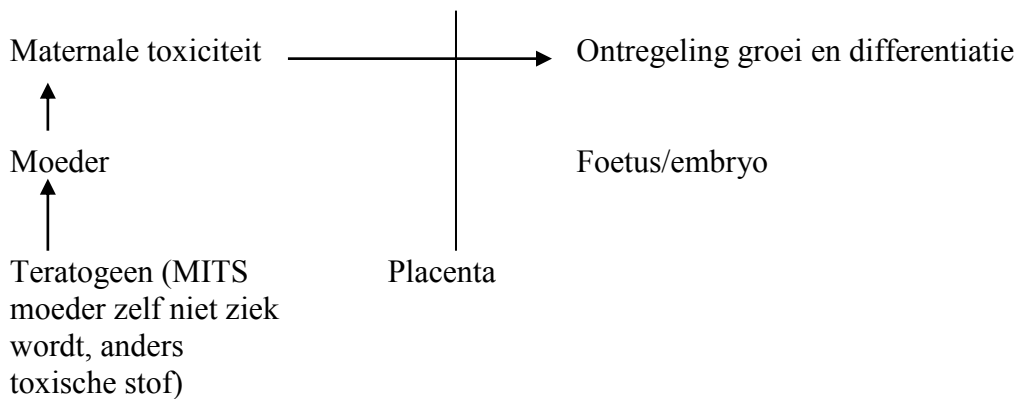 Maternale toxiciteit
Ontregeling groei en differentiatie
Moeder
Foetus/embryo
Teratogeen (MITS
moeder zelf niet ziek
wordt, anders
toxische stof)
Placenta